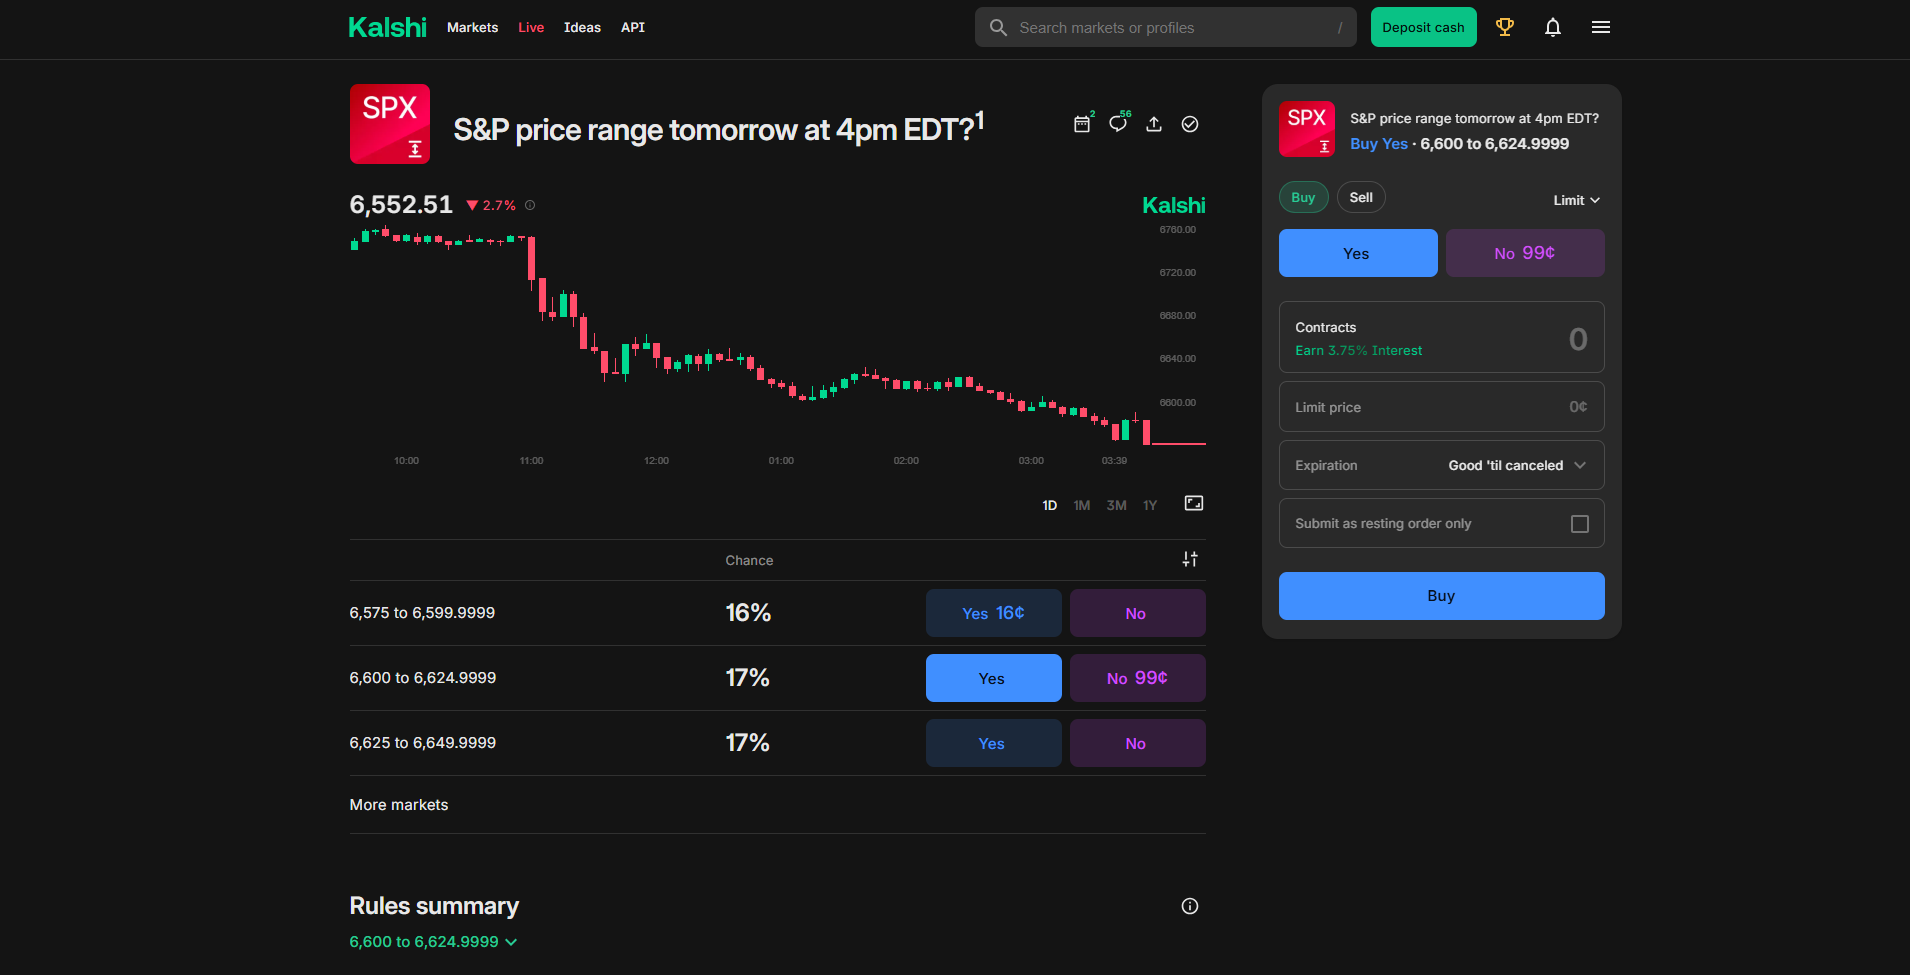 Kalshi
Markets Live Ideas API
Search markets or profiles /
Deposit cash
SPX
S&P price range tomorrow at 4pm EDT?1
2
56
6,552.51 ▼ 2.7%
Kalshi
6760.00
6720.00
6680.00
6640.00
6600.00
10:00 11:00 12:00 01:00 02:00 03:00 03:39
1D 1M 3M 1Y
Chance
6,575 to 6,599.9999 16% Yes 16¢ No
6,600 to 6,624.9999 17% Yes No 99¢
6,625 to 6,649.9999 17% Yes No
More markets
Rules summary
6,600 to 6,624.9999
SPX
S&P price range tomorrow at 4pm EDT?
Buy Yes · 6,600 to 6,624.9999
Buy Sell Limit
Yes No 99¢
Contracts 0
Earn 3.75% Interest
Limit price 0¢
Expiration Good 'til canceled
Submit as resting order only
Buy